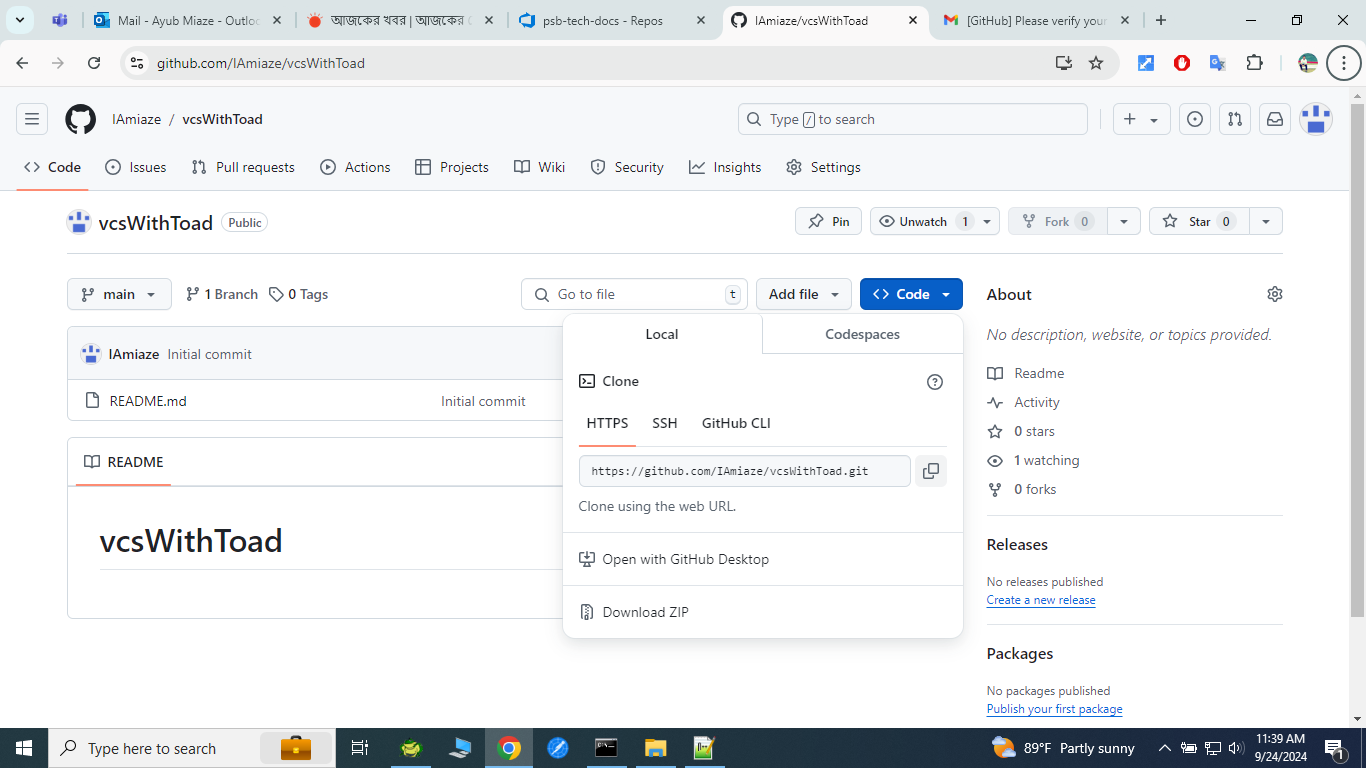 Mail - Ayub Miaze - Outloo
আজকের খবর | আজকের
psb-tech-docs - Repos
IAmiaze/vcsWithToad
[GitHub] Please verify your
github.com/IAmiaze/vcsWithToad
IAmiaze / vcsWithToad
Type / to search
Code Issues Pull requests Actions Projects Wiki Security Insights Settings
vcsWithToad Public
Pin Unwatch 1 Fork 0 Star 0
main 1 Branch 0 Tags Go to file t Add file Code
About
Local Codespaces
No description, website, or topics provided.
IAmiaze Initial commit
Clone
Readme
README.md Initial commit
Activity
HTTPS SSH GitHub CLI
0 stars
README
https://github.com/IAmiaze/vcsWithToad.git
1 watching
Clone using the web URL.
0 forks
vcsWithToad
Releases
Open with GitHub Desktop
No releases published
Create a new release
Download ZIP
Packages
No packages published
Publish your first package
Type here to search
89°F Partly sunny
11:39 AM
9/24/2024
1